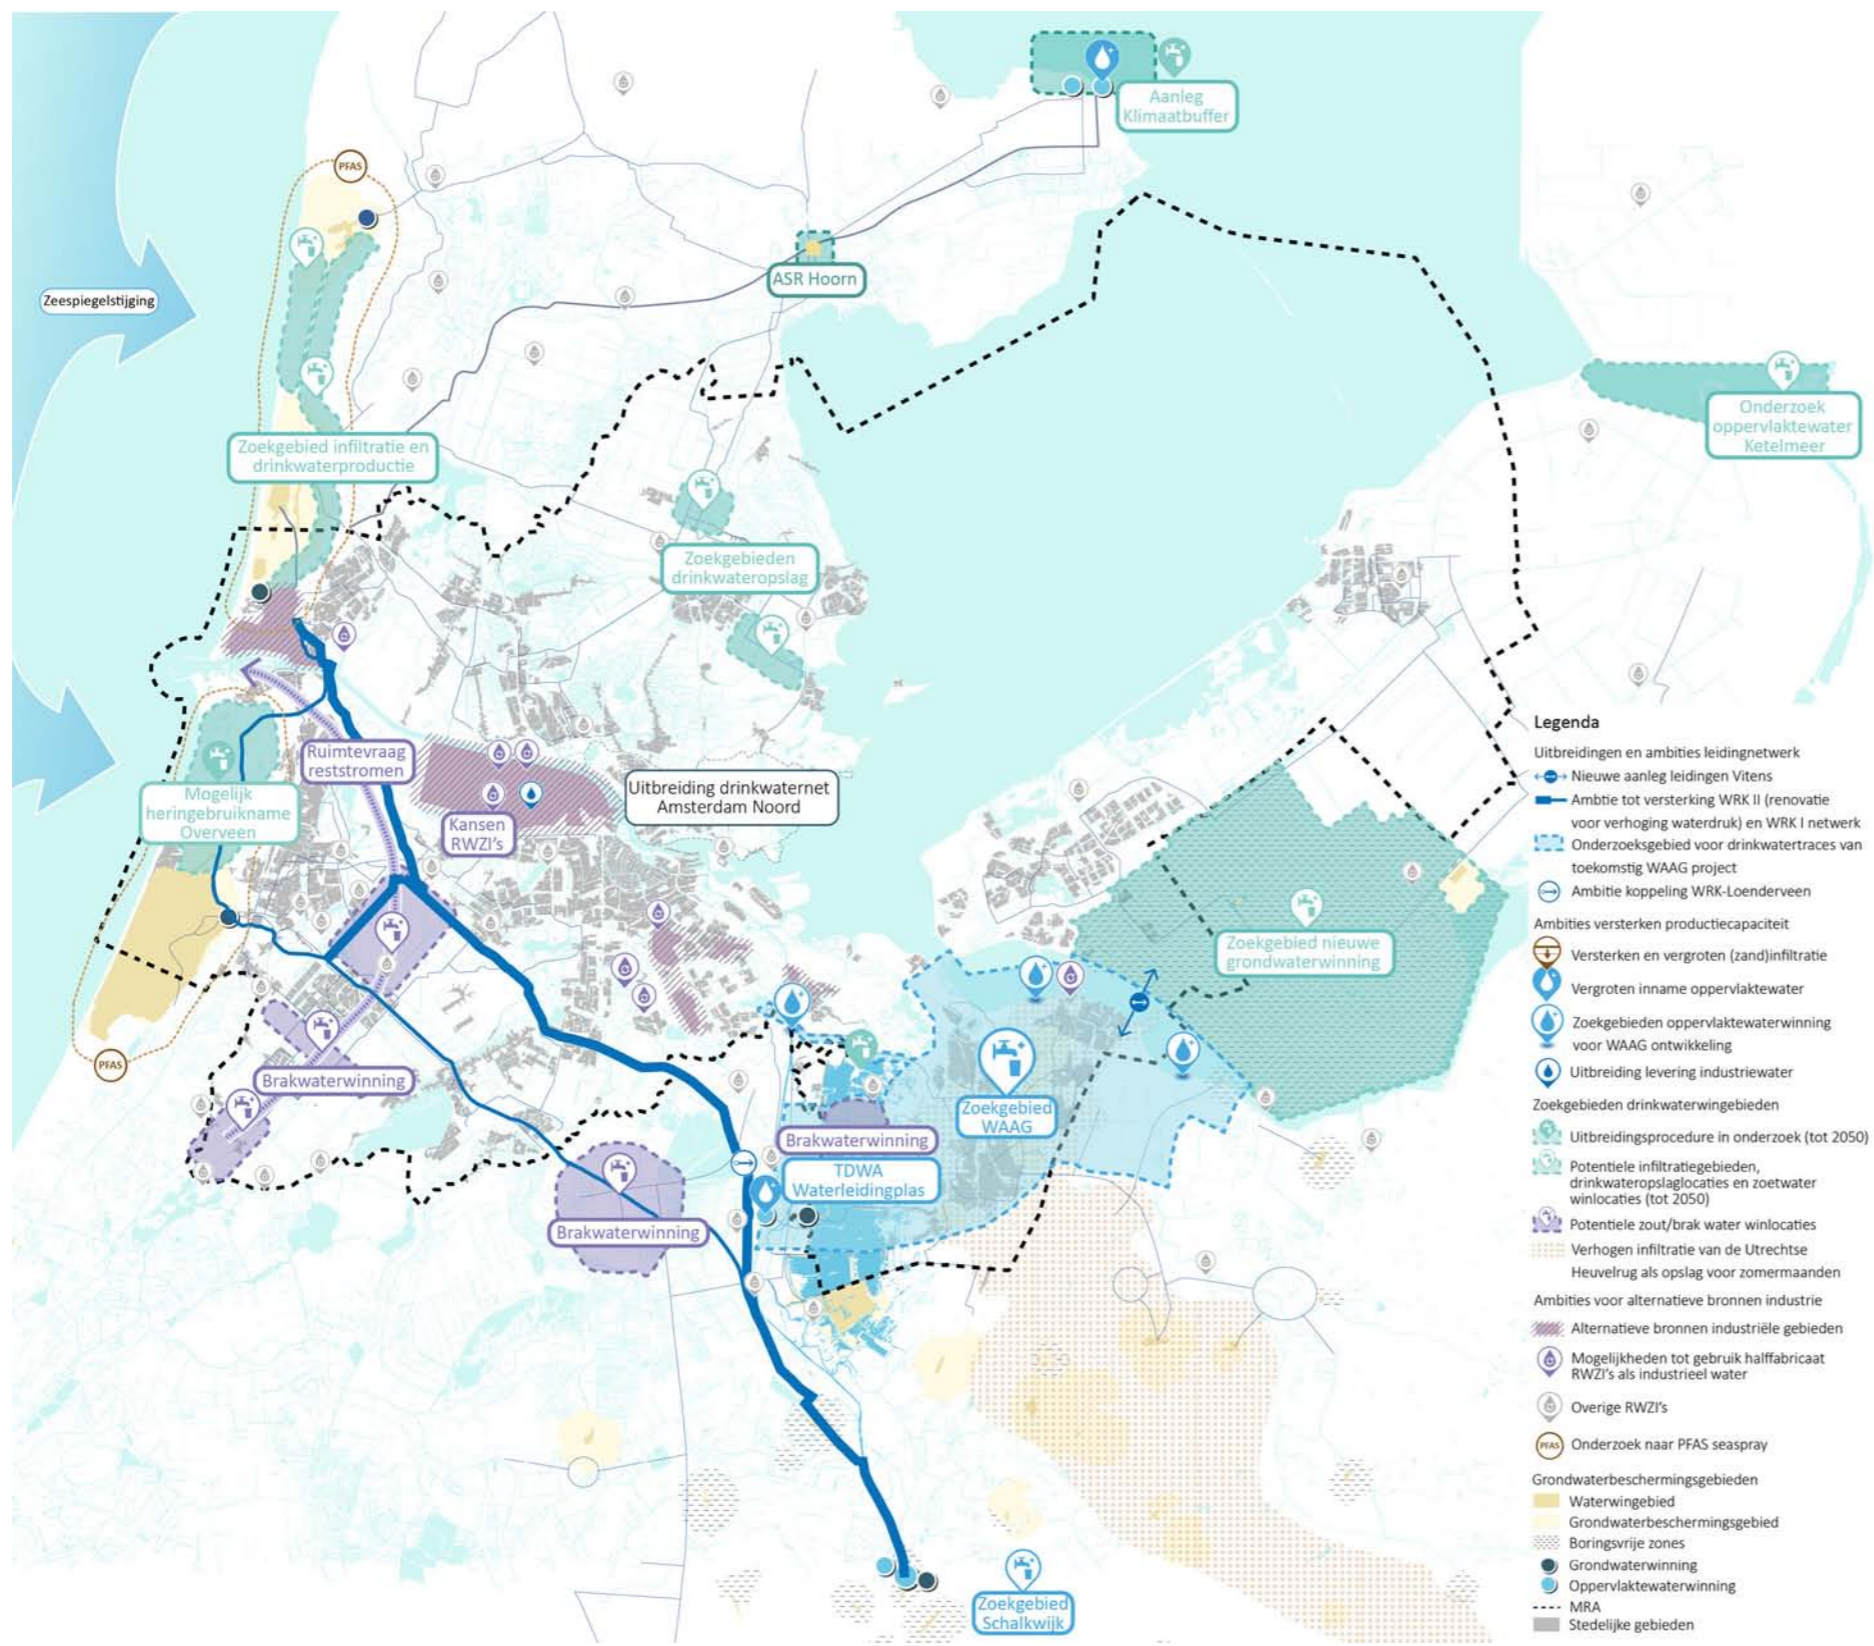 PFAS
Aanleg
Klimaatbuffer
Zeespiegelstijging
ASR Hoorn
Onderzoek
oppervlaktewater
Ketelmeer
Zoekgebied infiltratie en
drinkwaterproductie
Zoekgebieden
drinkwateropslag
Ruimtevraag
reststromen
Mogelijk
heringebruikname
Overveen
Kansen
RWZI's
Uitbreiding drinkwaternet
Amsterdam Noord
Zoekgebied nieuwe
grondwaterwinning
PFAS
Brakwaterwinning
Zoekgebied
WAAG
Brakwaterwinning
TDWA
Waterleidingplas
Brakwaterwinning
Zoekgebied
Schalkwijk
Legenda
Uitbreidingen en ambities leidingnetwerk
Nieuwe aanleg leidingen Vitens
Ambtie tot versterking WRK II (renovatie
voor verhoging waterdruk) en WRK I netwerk
Onderzoeksgebied voor drinkwatertraces van
toekomstig WAAG project
Ambitie koppeling WRK-Loenderveen
Ambities versterken productiecapaciteit
Versterken en vergroten (zand)infiltratie
Vergroten inname oppervlaktewater
Zoekgebieden oppervlaktewaterwinning
voor WAAG ontwikkeling
Uitbreiding levering industriewater
Zoekgebieden drinkwaterwingebieden
Uitbreidingsprocedure in onderzoek (tot 2050)
Potentiele infiltratiegebieden,
drinkwateropslaglocaties en zoetwater
winlocaties (tot 2050)
Potentiele zout/brak water winlocaties
Verhogen infiltratie van de Utrechtse
Heuvelrug als opslag voor zomermaanden
Ambities voor alternatieve bronnen industrie
Alternatieve bronnen industriële gebieden
Mogelijkheden tot gebruik halffabricaat
RWZI's als industrieel water
Overige RWZI's
PFAS Onderzoek naar PFAS seaspray
Grondwaterbeschermingsgebieden
Waterwingebied
Grondwaterbeschermingsgebied
Boringsvrije zones
Grondwaterwinning
Oppervlaktewaterwinning
MRA
Stedelijke gebieden